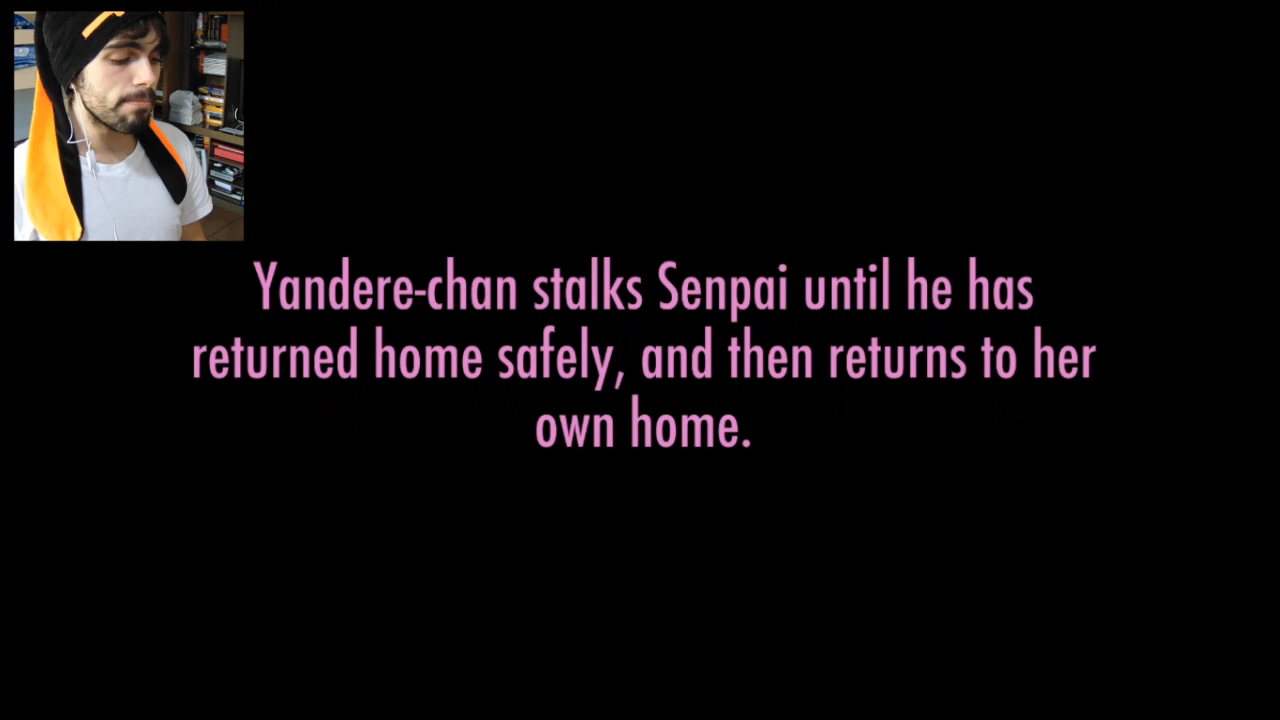 Yandere-chan stalks Senpai until he has
returned home safely, and then returns to her
own home.